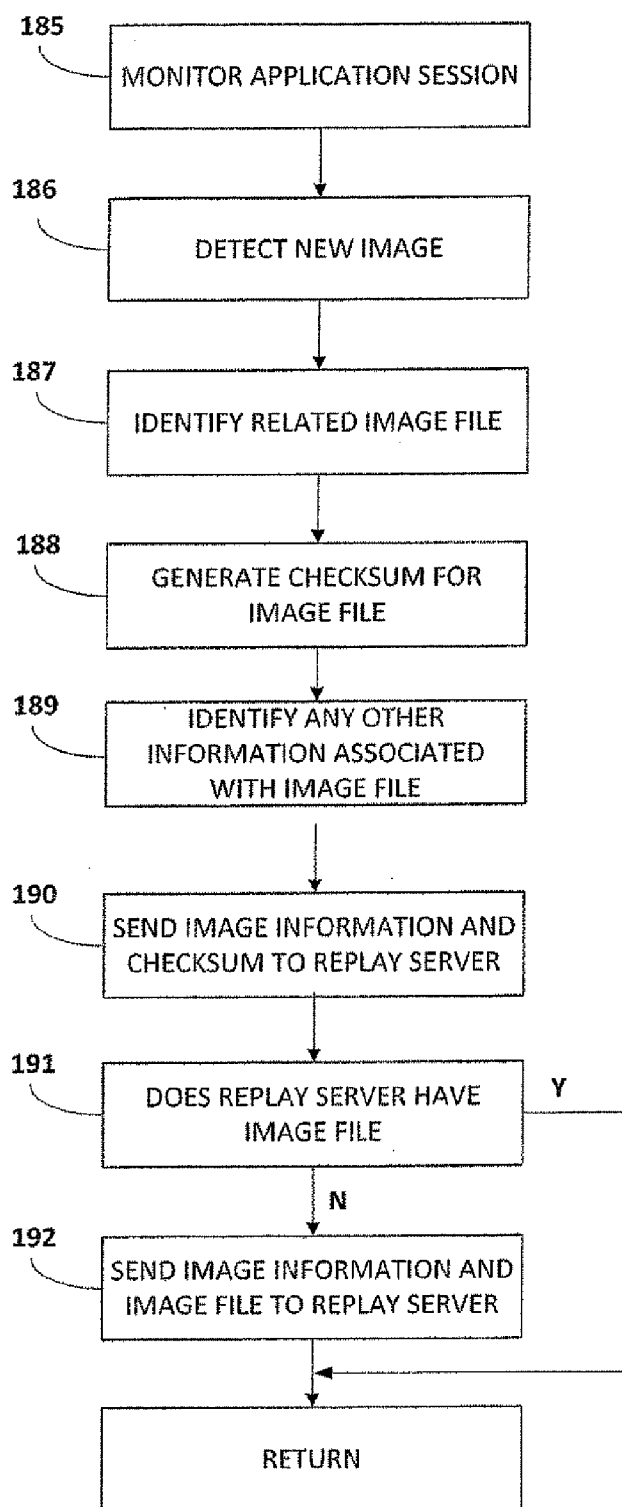 185
MONITOR APPLICATION SESSION
186
DETECT NEW IMAGE
187
IDENTIFY RELATED IMAGE FILE
188
GENERATE CHECKSUM FOR
IMAGE FILE
189
IDENTIFY ANY OTHER
INFORMATION ASSOCIATED
WITH IMAGE FILE
190
SEND IMAGE INFORMATION AND
CHECKSUM TO REPLAY SERVER
191
DOES REPLAY SERVER HAVE
IMAGE FILE
Y
N
192
SEND IMAGE INFORMATION AND
IMAGE FILE TO REPLAY SERVER
RETURN